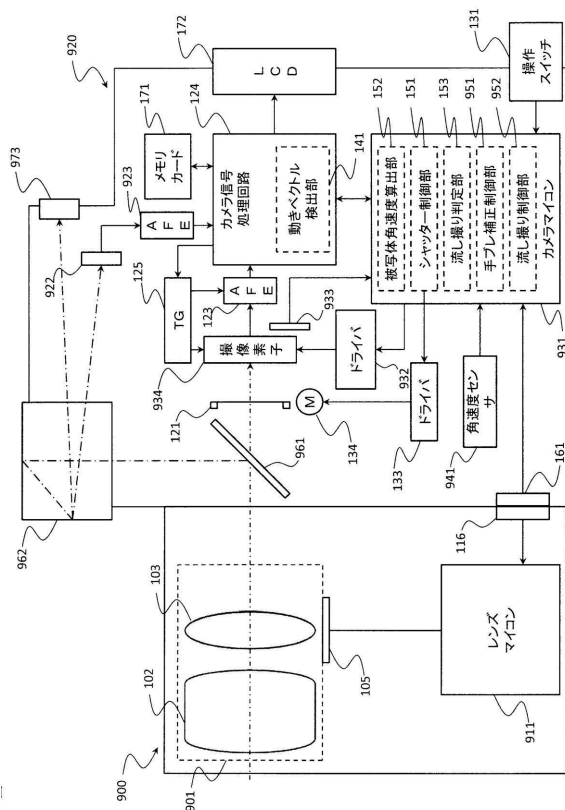 920
172
131
LCD
操作
スイッチ
973
923
171
124
152
151
153
951
952
メモリ
カード
922
AFE
カメラ信号
処理回路
動きベクトル
検出部
141
被写体角速度算出部
シャッター制御部
流し撮り判定部
手ブレ補正制御部
流し撮り制御部
カメラマイコン
931
125
TG
AFE
123
933
撮像
素子
934
ドライバ
932
121
M
134
ドライバ
133
角速度セン
サ
941
961
962
116
161
103
102
105
レンズ
マイコン
911
900
901